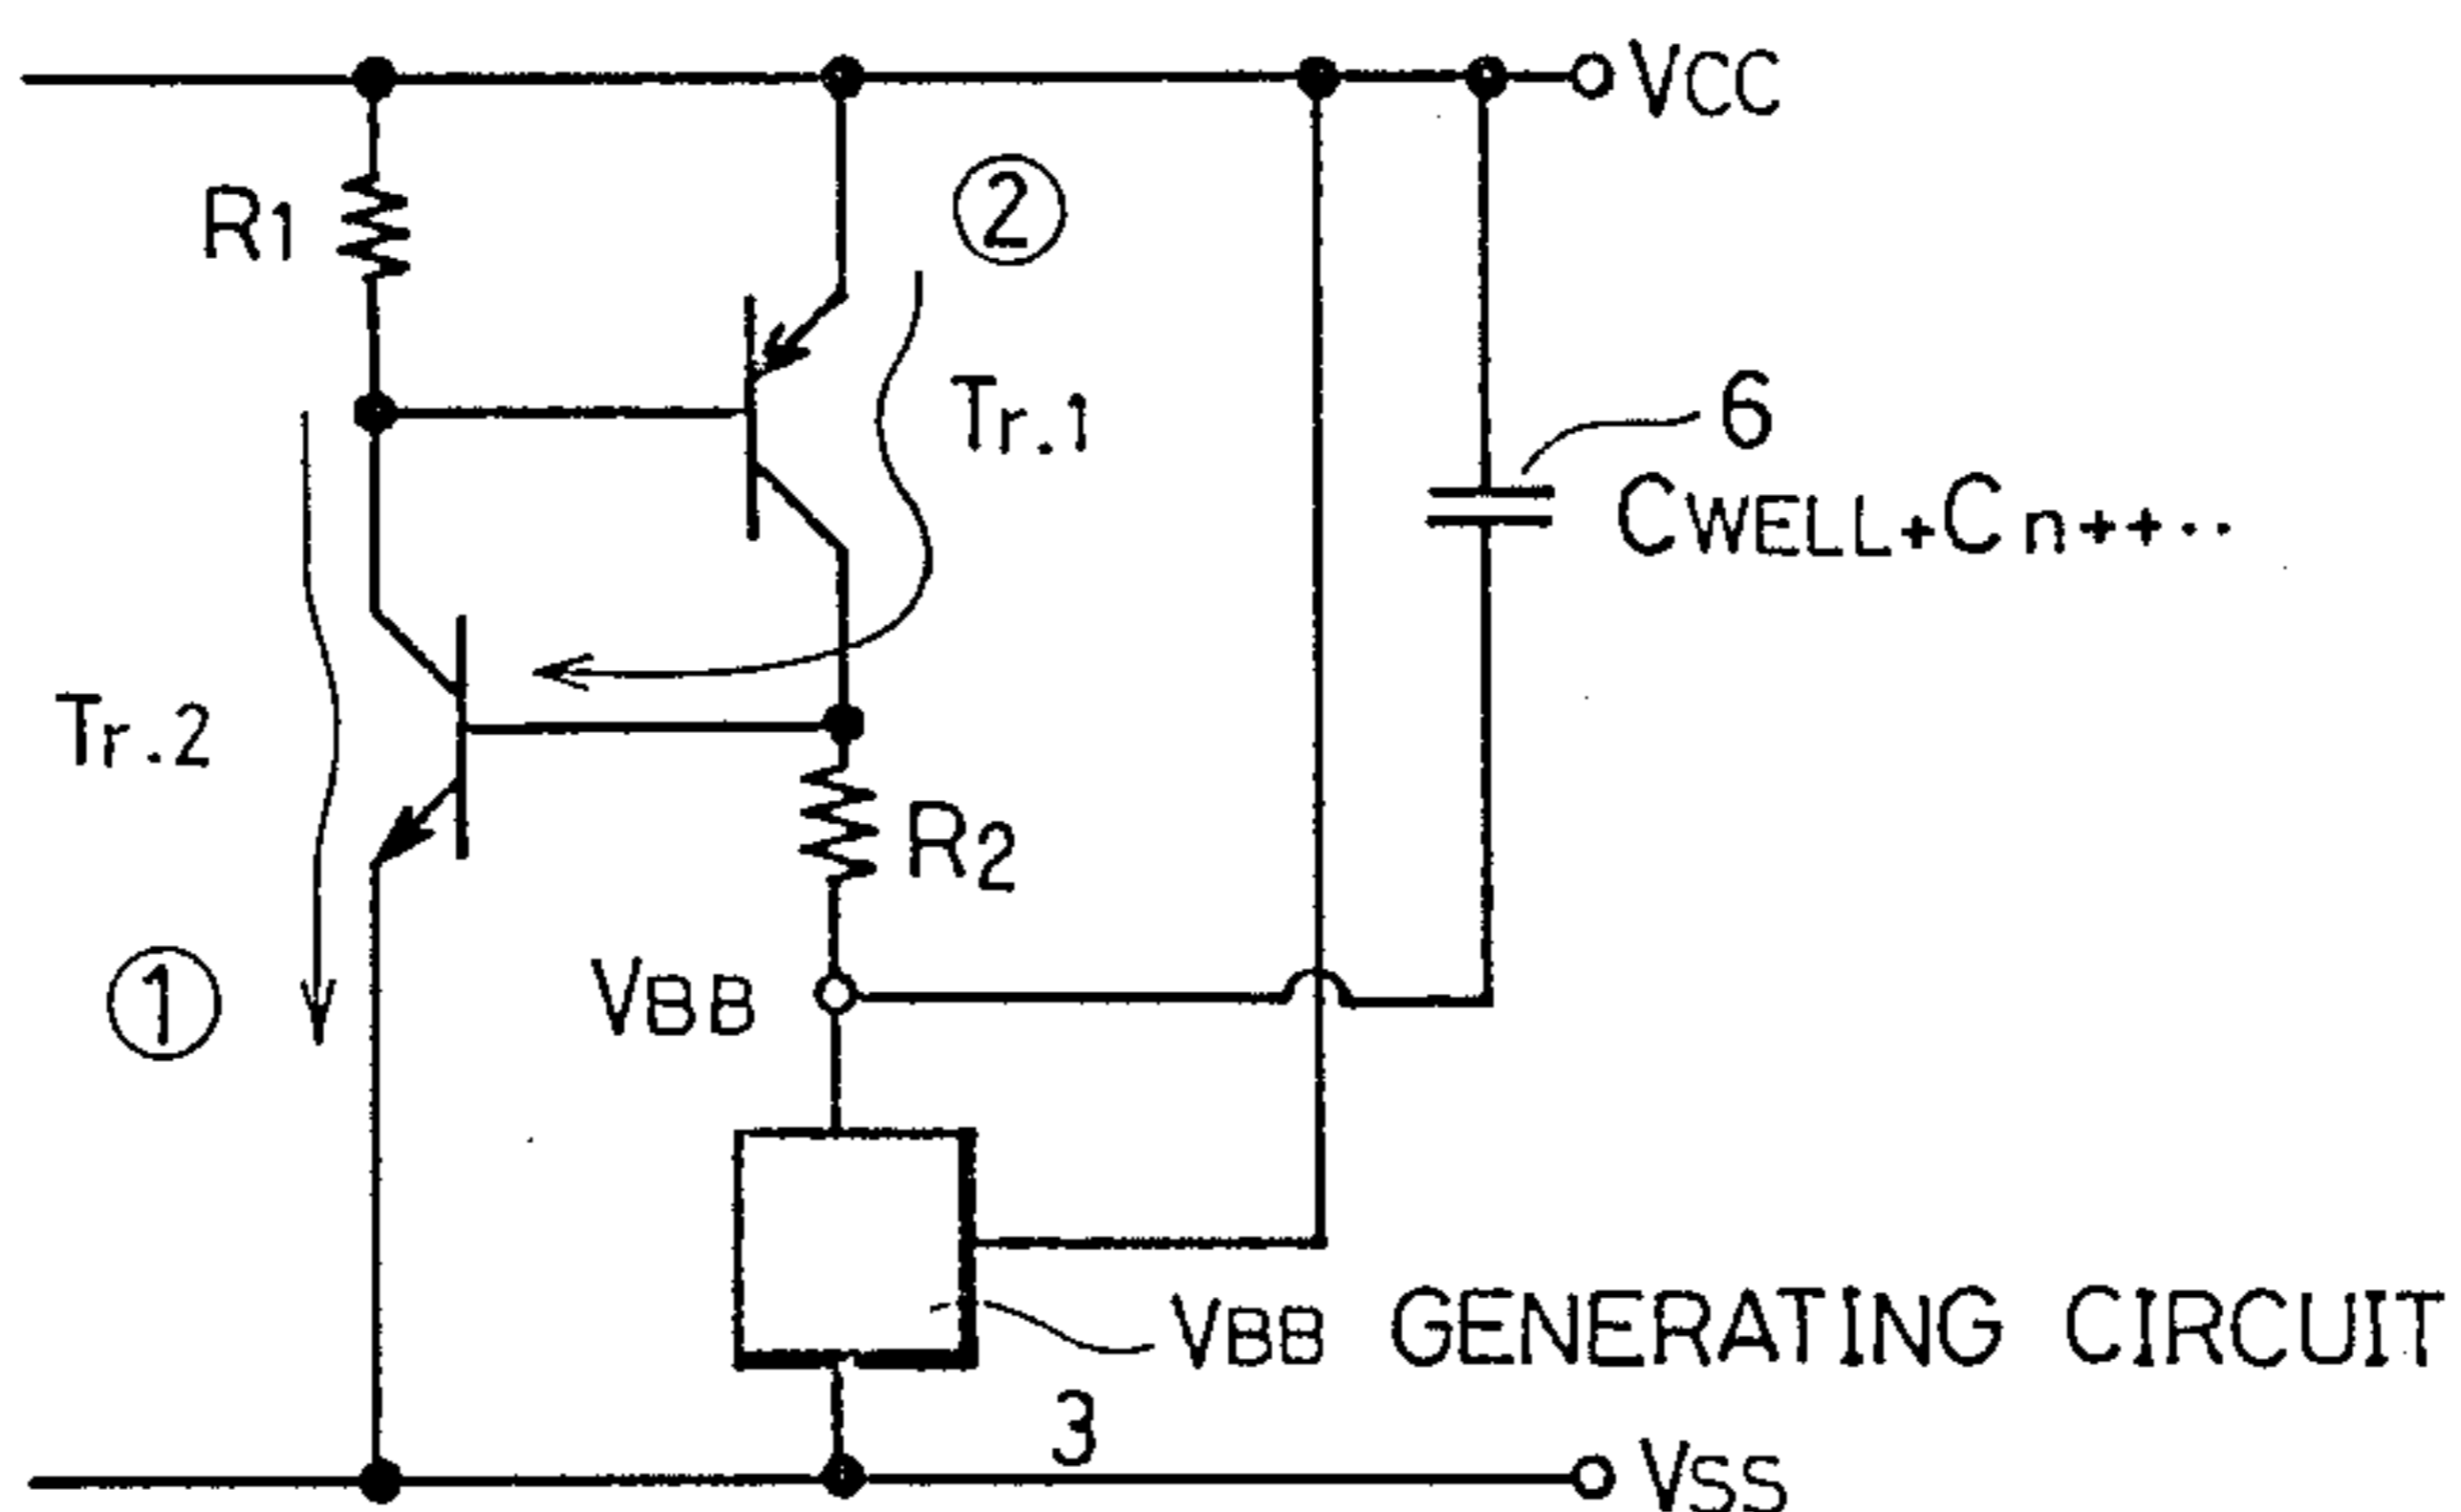 VCC
②
R1
Tr.1
6
CWELL+Cn++··
Tr.2
R2
①
VBB
VBB GENERATING CIRCUIT
3
VSS